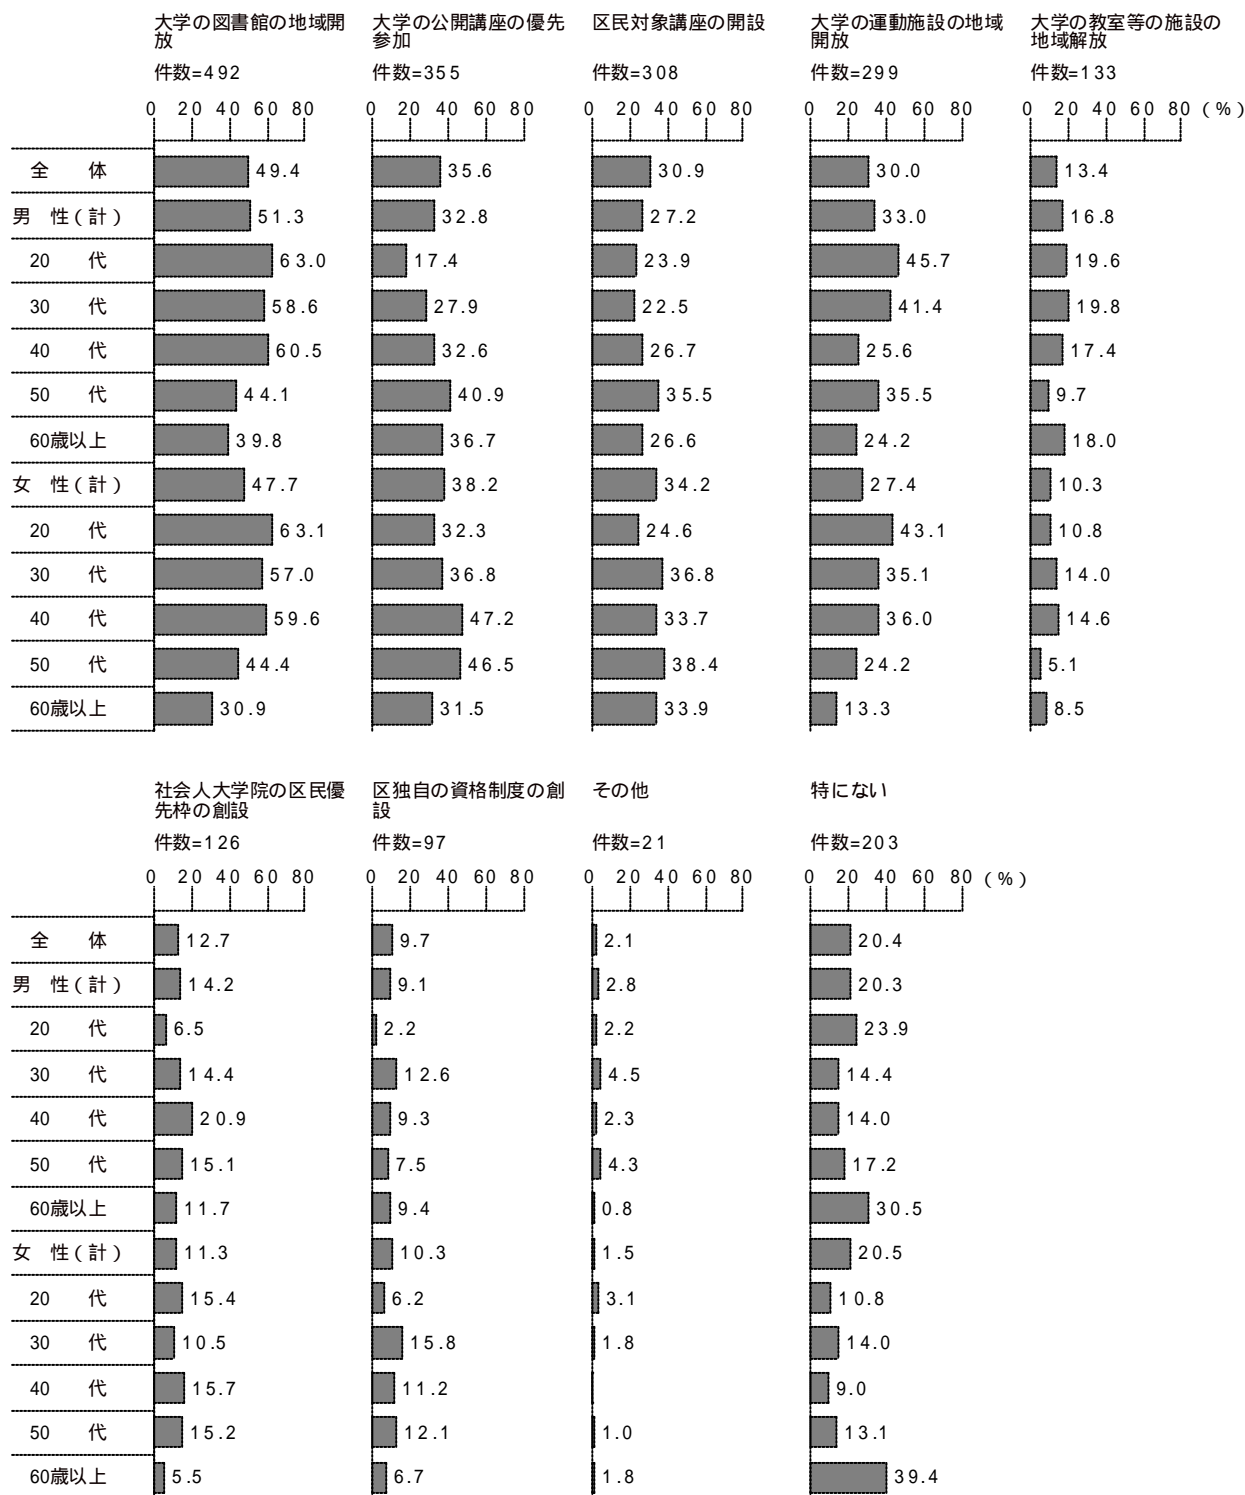 大学の図書館の地域開 大学の公開講座の優先 区民対象講座の開設 大学の運動施設の地域 大学の教室等の施設の
放 参加 開放 地域解放
件数=492 件数=355 件数=308 件数=299 件数=133
0 20 40 60 80 0 20 40 60 80 0 20 40 60 80 0 20 40 60 80 0 20 40 60 80 (%)
全 体 49.4 35.6 30.9 30.0 13.4
男 性(計) 51.3 32.8 27.2 33.0 16.8
20 代 63.0 17.4 23.9 45.7 19.6
30 代 58.6 27.9 22.5 41.4 19.8
40 代 60.5 32.6 26.7 25.6 17.4
50 代 44.1 40.9 35.5 35.5 9.7
60歳以上 39.8 36.7 26.6 24.2 18.0
女 性(計) 47.7 38.2 34.2 27.4 10.3
20 代 63.1 32.3 24.6 43.1 10.8
30 代 57.0 36.8 36.8 35.1 14.0
40 代 59.6 47.2 33.7 36.0 14.6
50 代 44.4 46.5 38.4 24.2 5.1
60歳以上 30.9 31.5 33.9 13.3 8.5
社会人大学院の区民優 区独自の資格制度の創 その他 特にない
先枠の創設 設
件数=126 件数=97 件数=21 件数=203
0 20 40 60 80 0 20 40 60 80 0 20 40 60 80 0 20 40 60 80 (%)
全 体 12.7 9.7 2.1 20.4
男 性(計) 14.2 9.1 2.8 20.3
20 代 6.5 2.2 2.2 23.9
30 代 14.4 12.6 4.5 14.4
40 代 20.9 9.3 2.3 14.0
50 代 15.1 7.5 4.3 17.2
60歳以上 11.7 9.4 0.8 30.5
女 性(計) 11.3 10.3 1.5 20.5
20 代 15.4 6.2 3.1 10.8
30 代 10.5 15.8 1.8 14.0
40 代 15.7 11.2 9.0
50 代 15.2 12.1 1.0 13.1
60歳以上 5.5 6.7 1.8 39.4